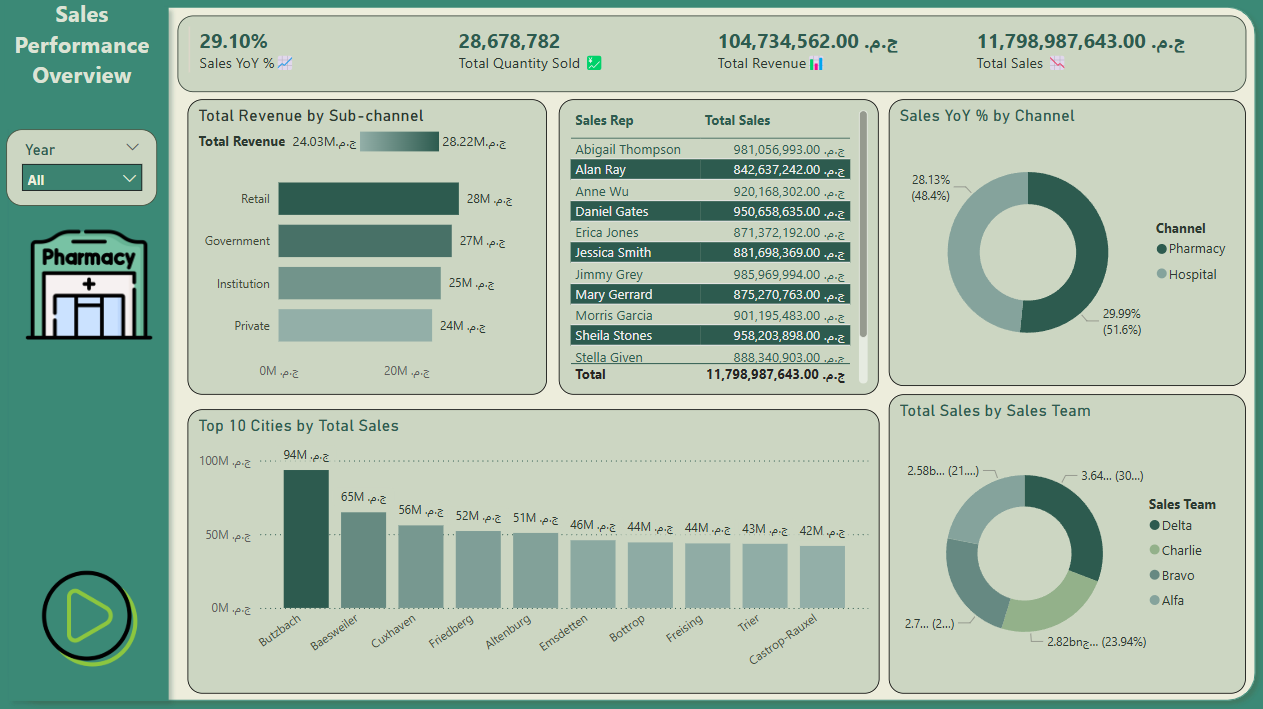 Sales
Performance
Overview
Year
All
Pharmacy
29.10%
Sales YoY %
28,678,782
Total Quantity Sold
104,734,562.00 ج.م.
Total Revenue
11,798,987,643.00 ج.م.
Total Sales
Total Revenue by Sub-channel
Total Revenue 24.03M ج.م. 28.22M ج.م.
Retail 28M ج.م.
Government 27M ج.م.
Institution 25M ج.م.
Private 24M ج.م.
0M ج.م. 20M ج.م.
Sales Rep Total Sales
Abigail Thompson 981,056,993.00 ج.م.
Alan Ray 842,637,242.00 ج.م.
Anne Wu 920,168,302.00 ج.م.
Daniel Gates 950,658,635.00 ج.م.
Erica Jones 871,372,192.00 ج.م.
Jessica Smith 881,698,369.00 ج.م.
Jimmy Grey 985,969,994.00 ج.م.
Mary Gerrard 875,270,763.00 ج.م.
Morris Garcia 901,195,483.00 ج.م.
Sheila Stones 958,203,898.00 ج.م.
Stella Given 888,340,903.00 ج.م.
Total 11,798,987,643.00 ج.م.
Sales YoY % by Channel
28.13%
(48.4%)
29.99%
(51.6%)
Channel
Pharmacy
Hospital
Top 10 Cities by Total Sales
100M ج.م.
50M ج.م.
0M ج.م.
94M ج.م.
65M ج.م.
56M ج.م.
52M ج.م.
51M ج.م.
46M ج.م.
44M ج.م.
44M ج.م.
43M ج.م.
42M ج.م.
Butzbach
Baesweiler
Cuxhaven
Friedberg
Altenburg
Emsdetten
Bottrop
Freising
Trier
Castrop-Rauxel
Total Sales by Sales Team
2.58b... (21....)
3.64... (30...)
2.7... (2...)
2.82bnج... (23.94%)
Sales Team
Delta
Charlie
Bravo
Alfa